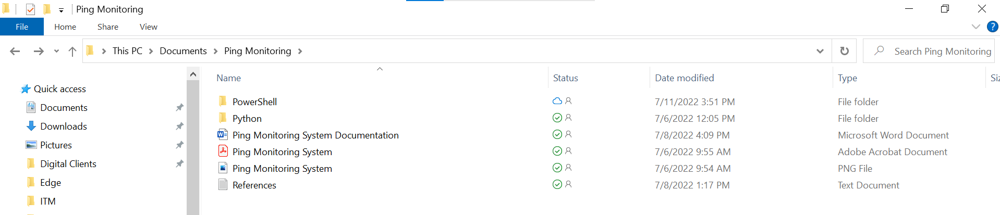 Ping Monitoring
File Home Share View
This PC Documents Ping Monitoring Search Ping Monitoring
Name Status Date modified Type Siz
Quick access
Documents
Downloads
Pictures
Digital Clients
Edge
ITM
PowerShell 7/11/2022 3:51 PM File folder
Python 7/6/2022 12:05 PM File folder
Ping Monitoring System Documentation 7/8/2022 4:09 PM Microsoft Word Document
Ping Monitoring System 7/6/2022 9:55 AM Adobe Acrobat Document
Ping Monitoring System 7/6/2022 9:54 AM PNG File
References 7/8/2022 1:17 PM Text Document